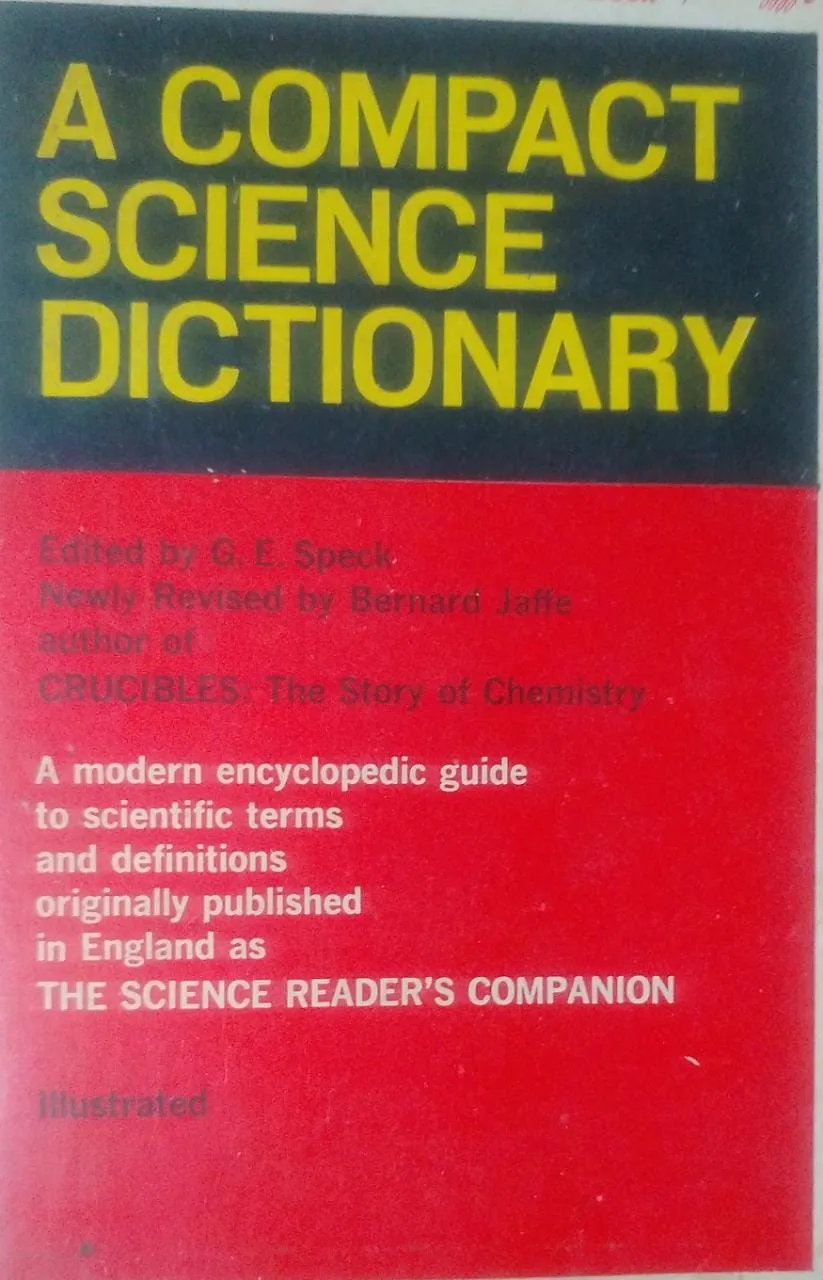 A COMPACT
SCIENCE
DICTIONARY
Edited by G. E. Speck
Newly Revised by Bernard Jaffe
author of
CRUCIBLES: The Story of Chemistry
A modern encyclopedic guide
to scientific terms
and definitions
originally published
in England as
THE SCIENCE READER'S COMPANION
Illustrated